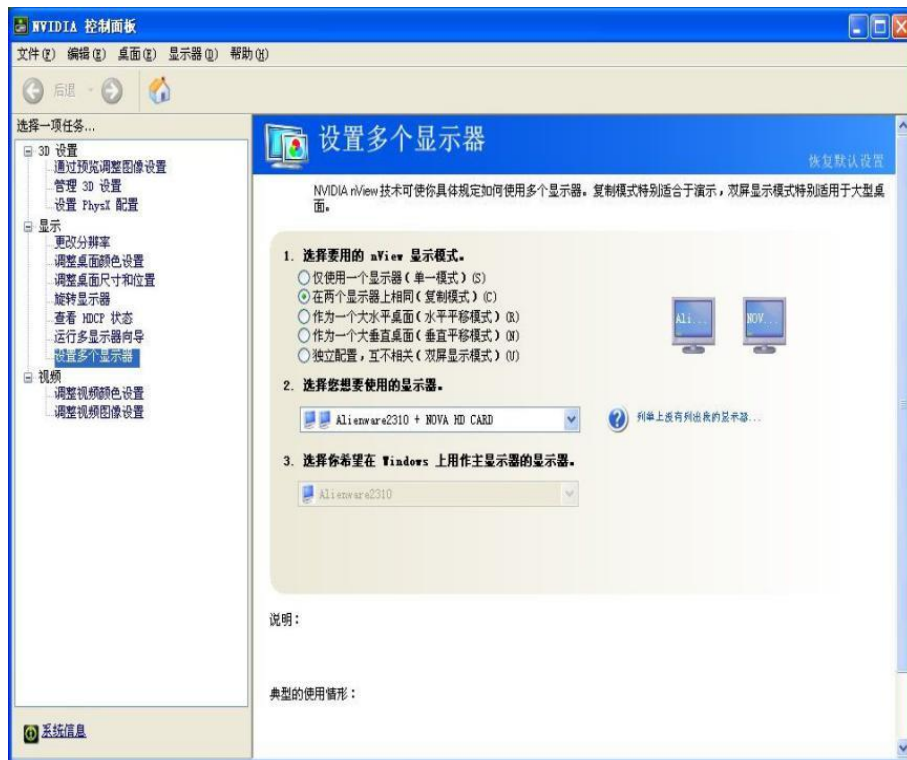 NVIDIA 控制面板
文件(F) 编辑(E) 桌面(E) 显示器(D) 帮助(H)
后退
选择一项任务...
3D 设置
通过预览调整图像设置
管理 3D 设置
设置 PhysX 配置
显示
更改分辨率
调整桌面颜色设置
调整桌面尺寸和位置
旋转显示器
查看 HDCP 状态
运行多显示器向导
设置多个显示器
视频
调整视频颜色设置
调整视频图像设置
系统信息
设置多个显示器
恢复默认设置
NVIDIA nView 技术可使你具体规定如何使用多个显示器。复制模式特别适合于演示，双屏显示模式特别适用于大型桌
面。
1. 选择要用的 nView 显示模式。
仅使用一个显示器(单一模式)(S)
在两个显示器上相同(复制模式)(C)
作为一个大水平桌面(水平平移模式)(R)
作为一个大垂直桌面(垂直平移模式)(N)
独立配置，互不相关(双屏显示模式)(U)
Ali...
NOV...
2. 选择您想要使用的显示器。
Alienware2310 + NOVA HD CARD
列单上没有列出我的显示器...
3. 选择你希望在 Windows 上用作主显示器的显示器。
Alienware2310
说明：
典型的使用情形：